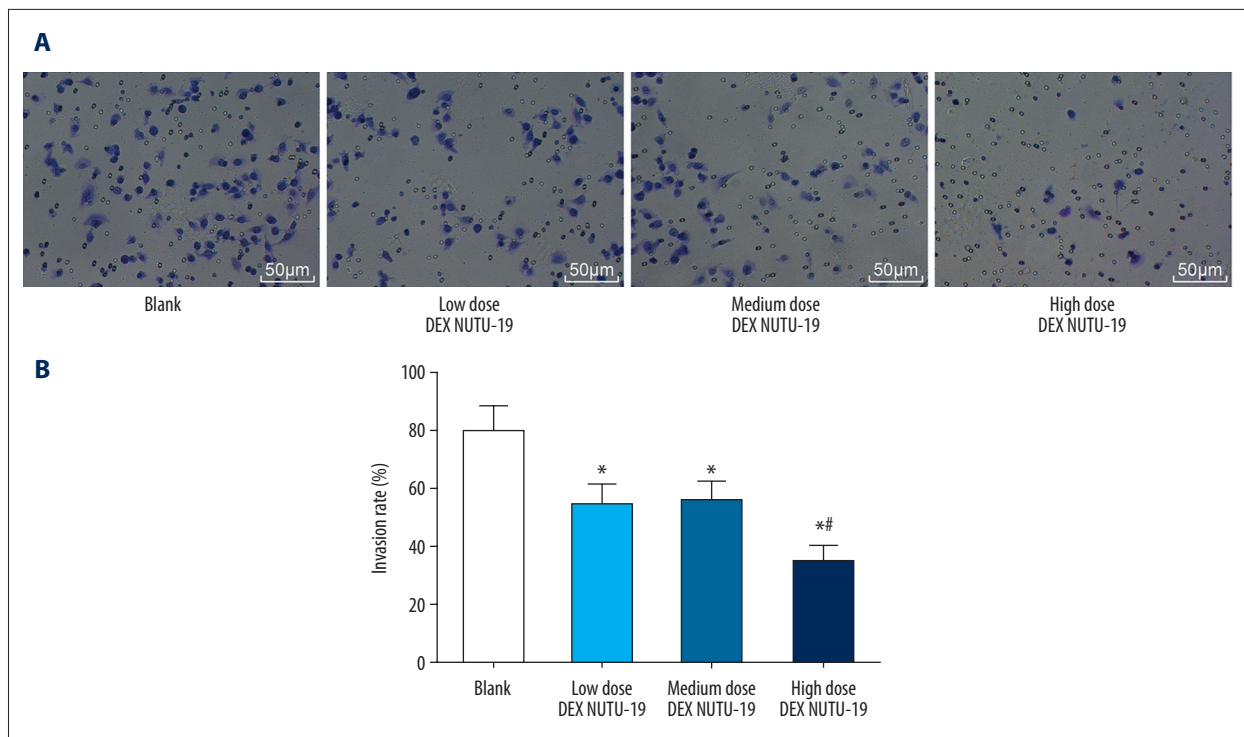 A
50μm
50μm
50μm
50μm
Blank
Low dose
DEX NUTU-19
Medium dose
DEX NUTU-19
High dose
DEX NUTU-19
B
Invasion rate (%)
100
80
60
40
20
0
*
*
*#
Blank
Low dose
DEX NUTU-19
Medium dose
DEX NUTU-19
High dose
DEX NUTU-19